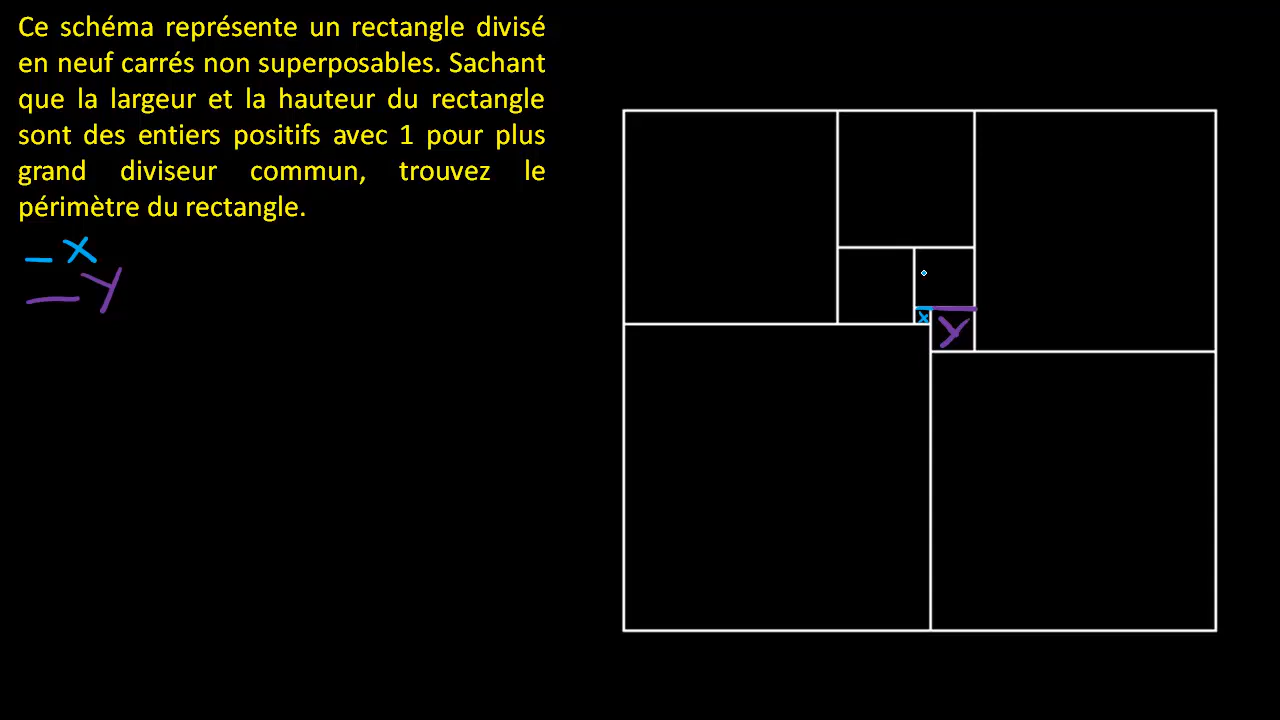 Ce schéma représente un rectangle divisé
en neuf carrés non superposables. Sachant
que la largeur et la hauteur du rectangle
sont des entiers positifs avec 1 pour plus
grand diviseur commun, trouvez le
périmètre du rectangle.
— x
— y
x
y